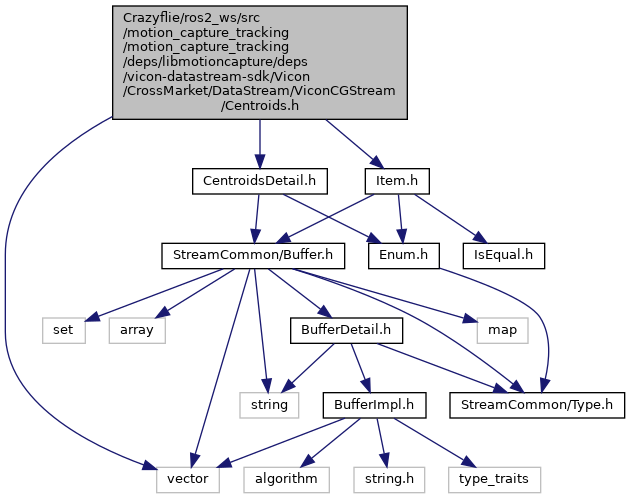 Crazyflie/ros2_ws/src
/motion_capture_tracking
/motion_capture_tracking
/deps/libmotioncapture/deps
/vicon-datastream-sdk/Vicon
/CrossMarket/DataStream/ViconCGStream
/Centroids.h
CentroidsDetail.h
Item.h
StreamCommon/Buffer.h
Enum.h
IsEqual.h
set
array
BufferDetail.h
map
string
BufferImpl.h
StreamCommon/Type.h
vector
algorithm
string.h
type_traits